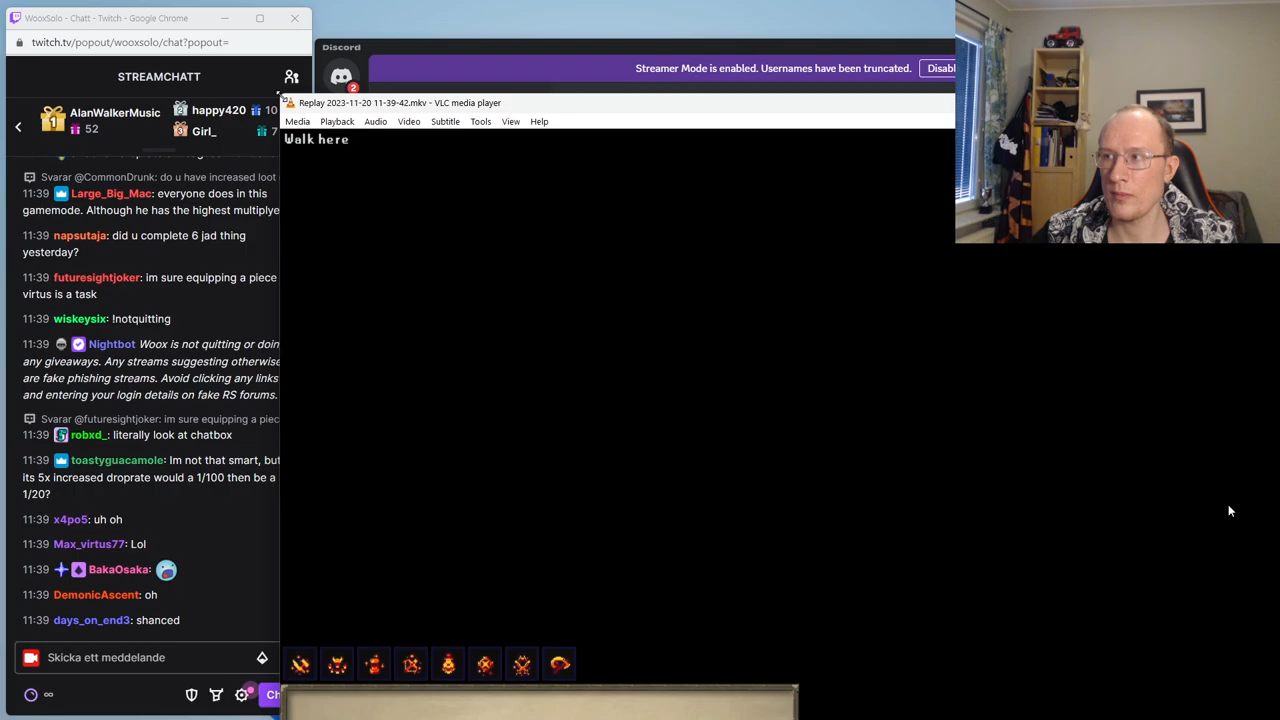 WooxSolo - Chatt - Twitch - Google Chrome
twitch.tv/popout/wooxsolo/chat?popout=
STREAMCHATT
AlanWalkerMusic
52
2 happy420 10
3 Girl_ 7
1
Svarar @CommonDrunk: do u have increased loot
11:39 Large_Big_Mac: everyone does in this
gamemode. Although he has the highest multiplye
11:39 napsutaja: did u complete 6 jad thing
yesterday?
11:39 futuresightjoker: im sure equipping a piece
virtus is a task
11:39 wiskeysix: !notquitting
11:39 Nightbot Woox is not quitting or doin
any giveaways. Any streams suggesting otherwise
are fake phishing streams. Avoid clicking any links
and entering your login details on fake RS forums.
Svarar @futuresightjoker: im sure equipping a piec
11:39 robxd_: literally look at chatbox
11:39 toastyguacamole: Im not that smart, but
its 5x increased droprate would a 1/100 then be a
1/20?
11:39 x4po5: uh oh
11:39 Max_virtus77: Lol
11:39 BakaOsaka:
11:39 DemonicAscent: oh
11:39 days_on_end3: shanced
Skicka ett meddelande
∞
Ch
Discord
2
Streamer Mode is enabled. Usernames have been truncated.
Disabl
Replay 2023-11-20 11-39-42.mkv - VLC media player
Media Playback Audio Video Subtitle Tools View Help
Walk here